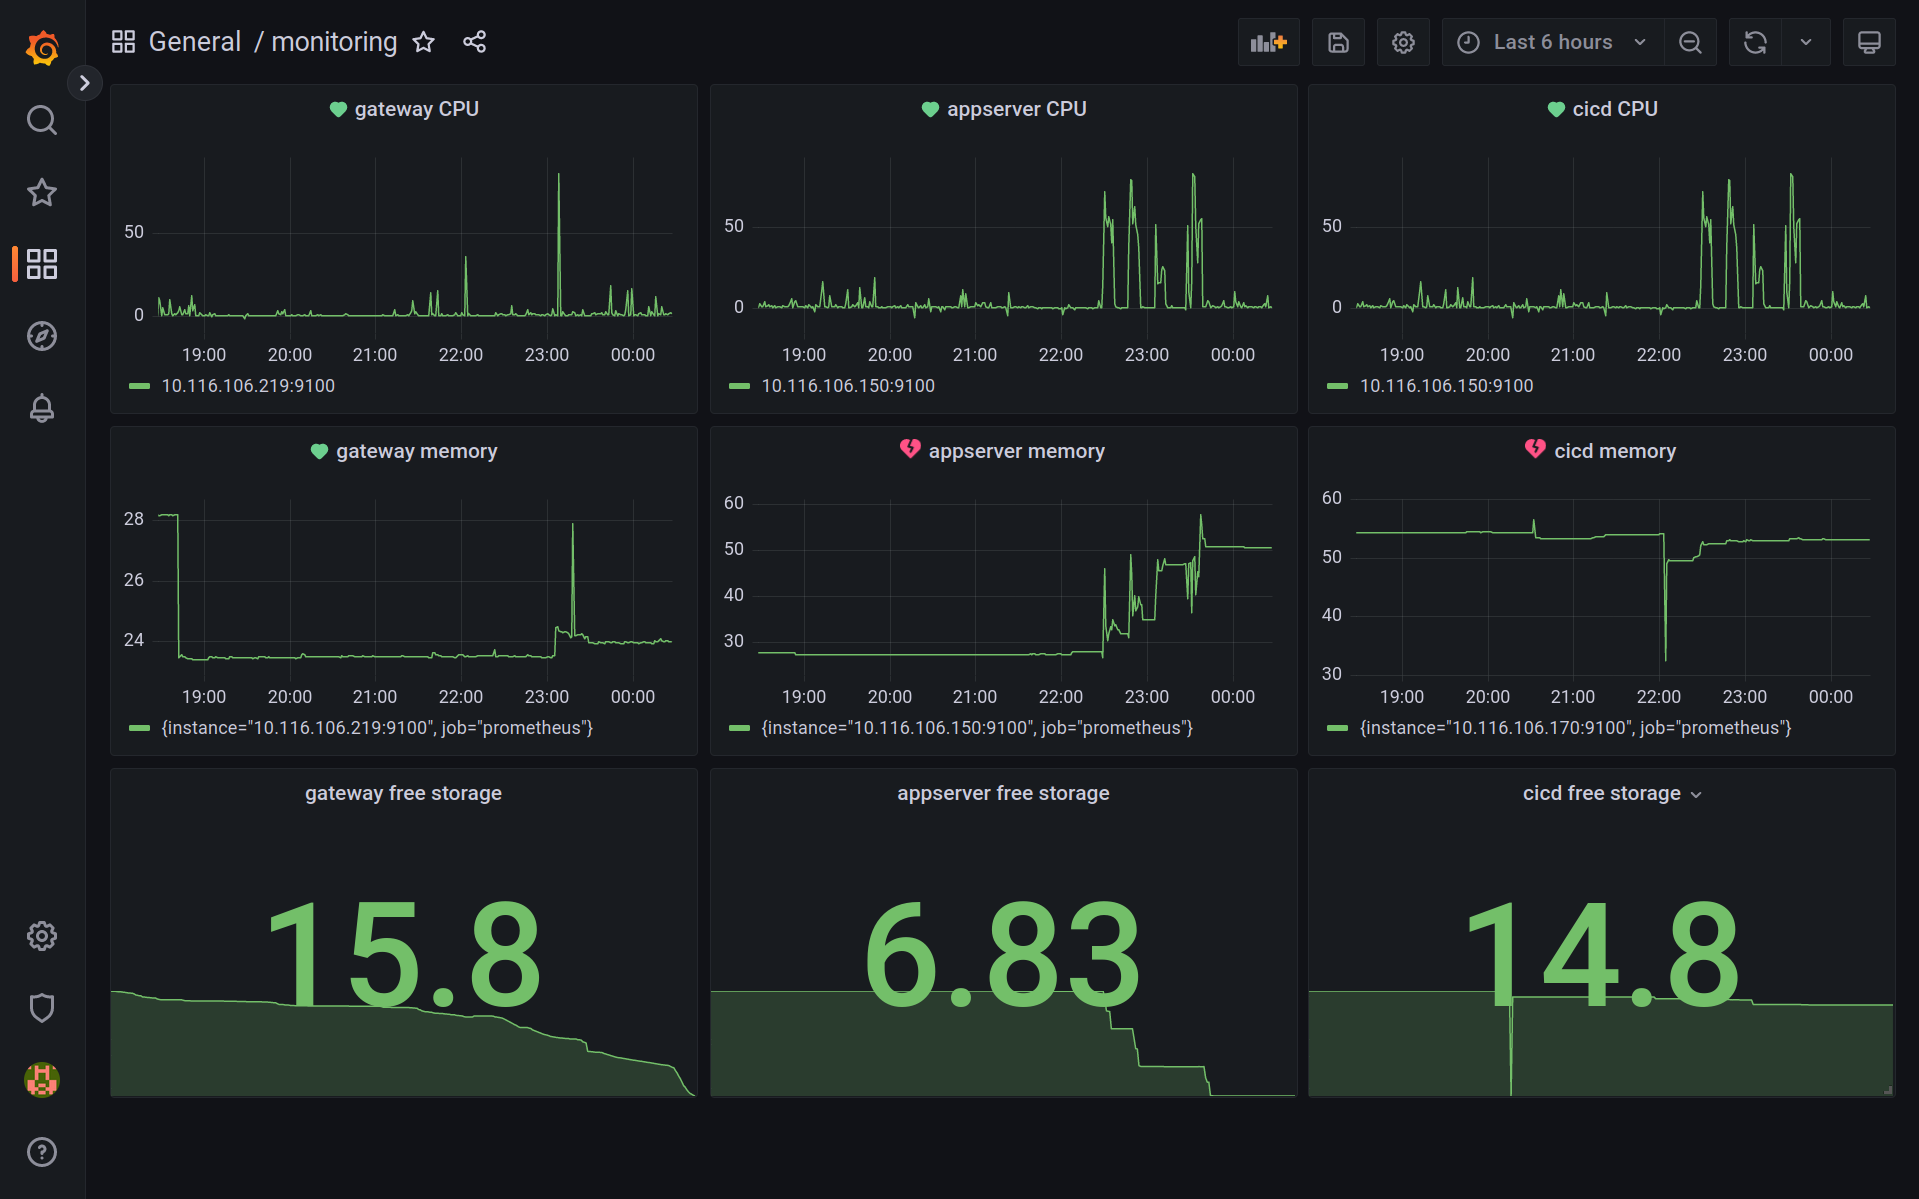 General / monitoring
Last 6 hours
gateway CPU
50
0
19:00 20:00 21:00 22:00 23:00 00:00
10.116.106.219:9100
appserver CPU
50
0
19:00 20:00 21:00 22:00 23:00 00:00
10.116.106.150:9100
cicd CPU
50
0
19:00 20:00 21:00 22:00 23:00 00:00
10.116.106.150:9100
gateway memory
28
26
24
19:00 20:00 21:00 22:00 23:00 00:00
{instance="10.116.106.219:9100", job="prometheus"}
appserver memory
60
50
40
30
19:00 20:00 21:00 22:00 23:00 00:00
{instance="10.116.106.150:9100", job="prometheus"}
cicd memory
60
50
40
30
19:00 20:00 21:00 22:00 23:00 00:00
{instance="10.116.106.170:9100", job="prometheus"}
gateway free storage
15.8
appserver free storage
6.83
cicd free storage
14.8